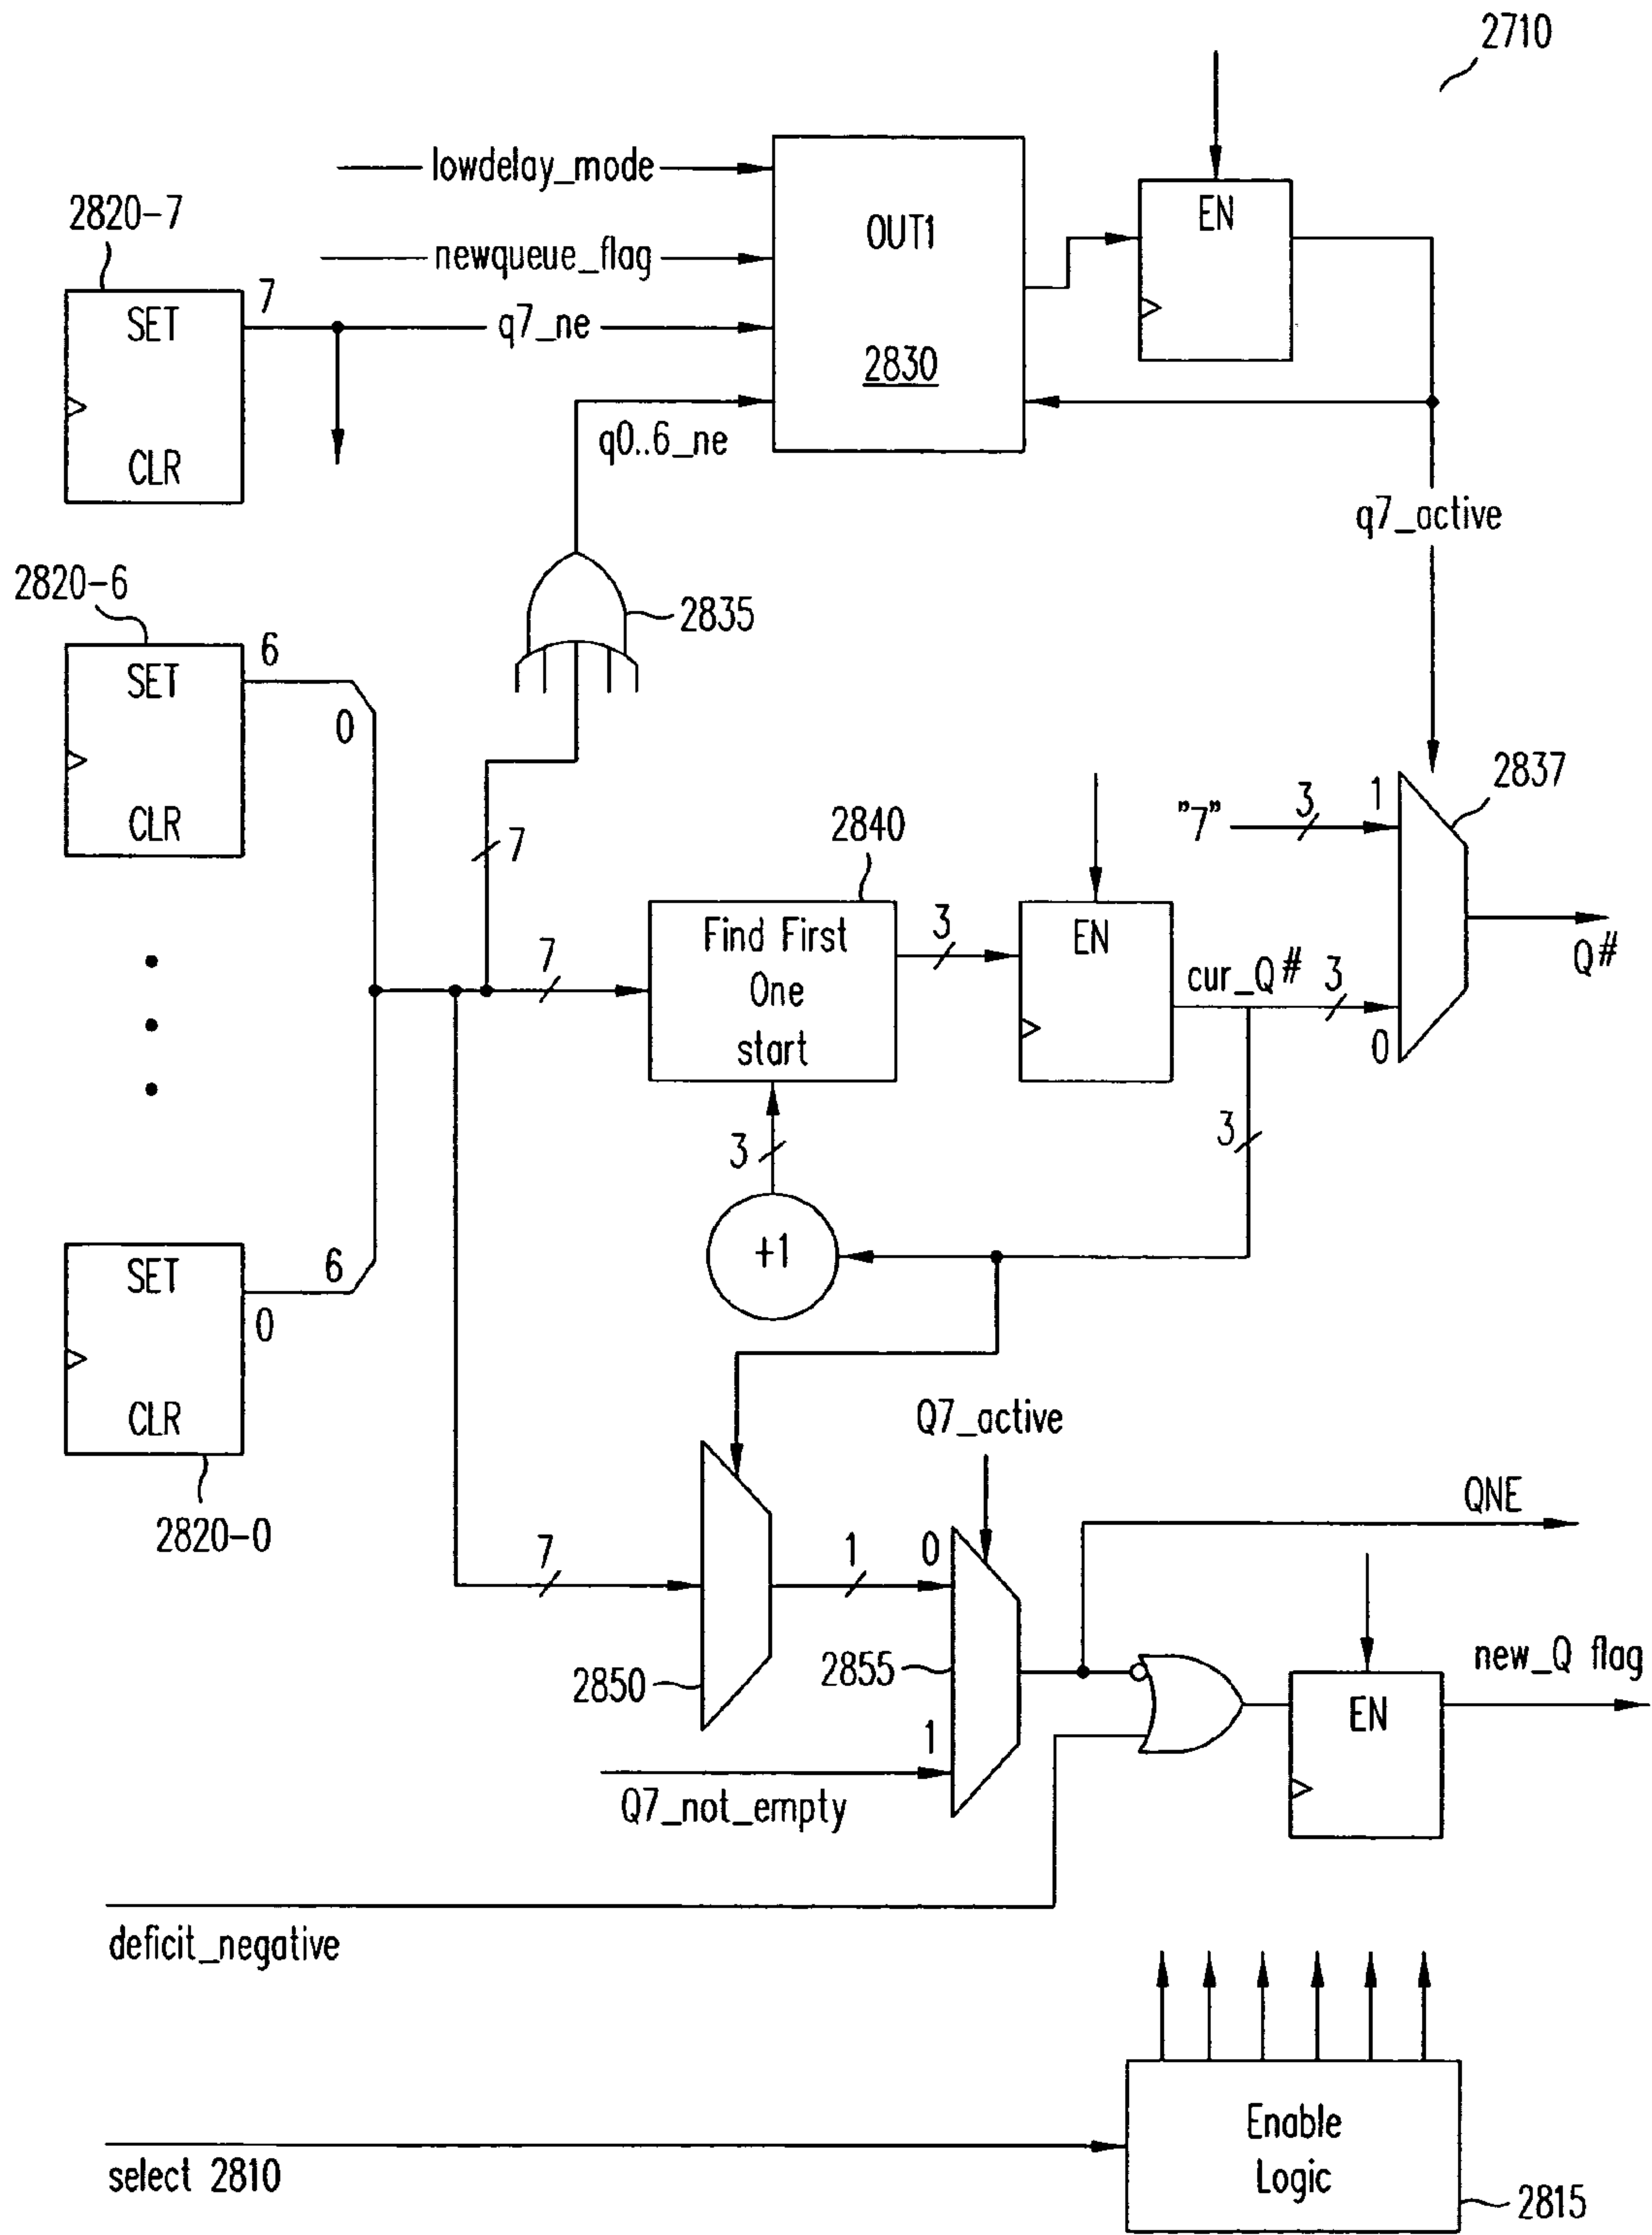 2710
lowdelay_mode
2820-7
EN
OUT1
newqueue_flag
7
SET
q7_ne
2830
q0..6_ne
CLR
q7_active
2820-6
2835
6
SET
0
2837
"7"
3
1
CLR
2840
7
Find First
3
EN
7
One
cur_Q#
3
Q#
start
0
3
3
+1
SET
6
0
CLR
Q7_active
QNE
2820-0
7
1
0
new_Q flag
2850
2855
EN
1
Q7_not_empty
deficit_negative
Enable
select 2810
Logic
2815